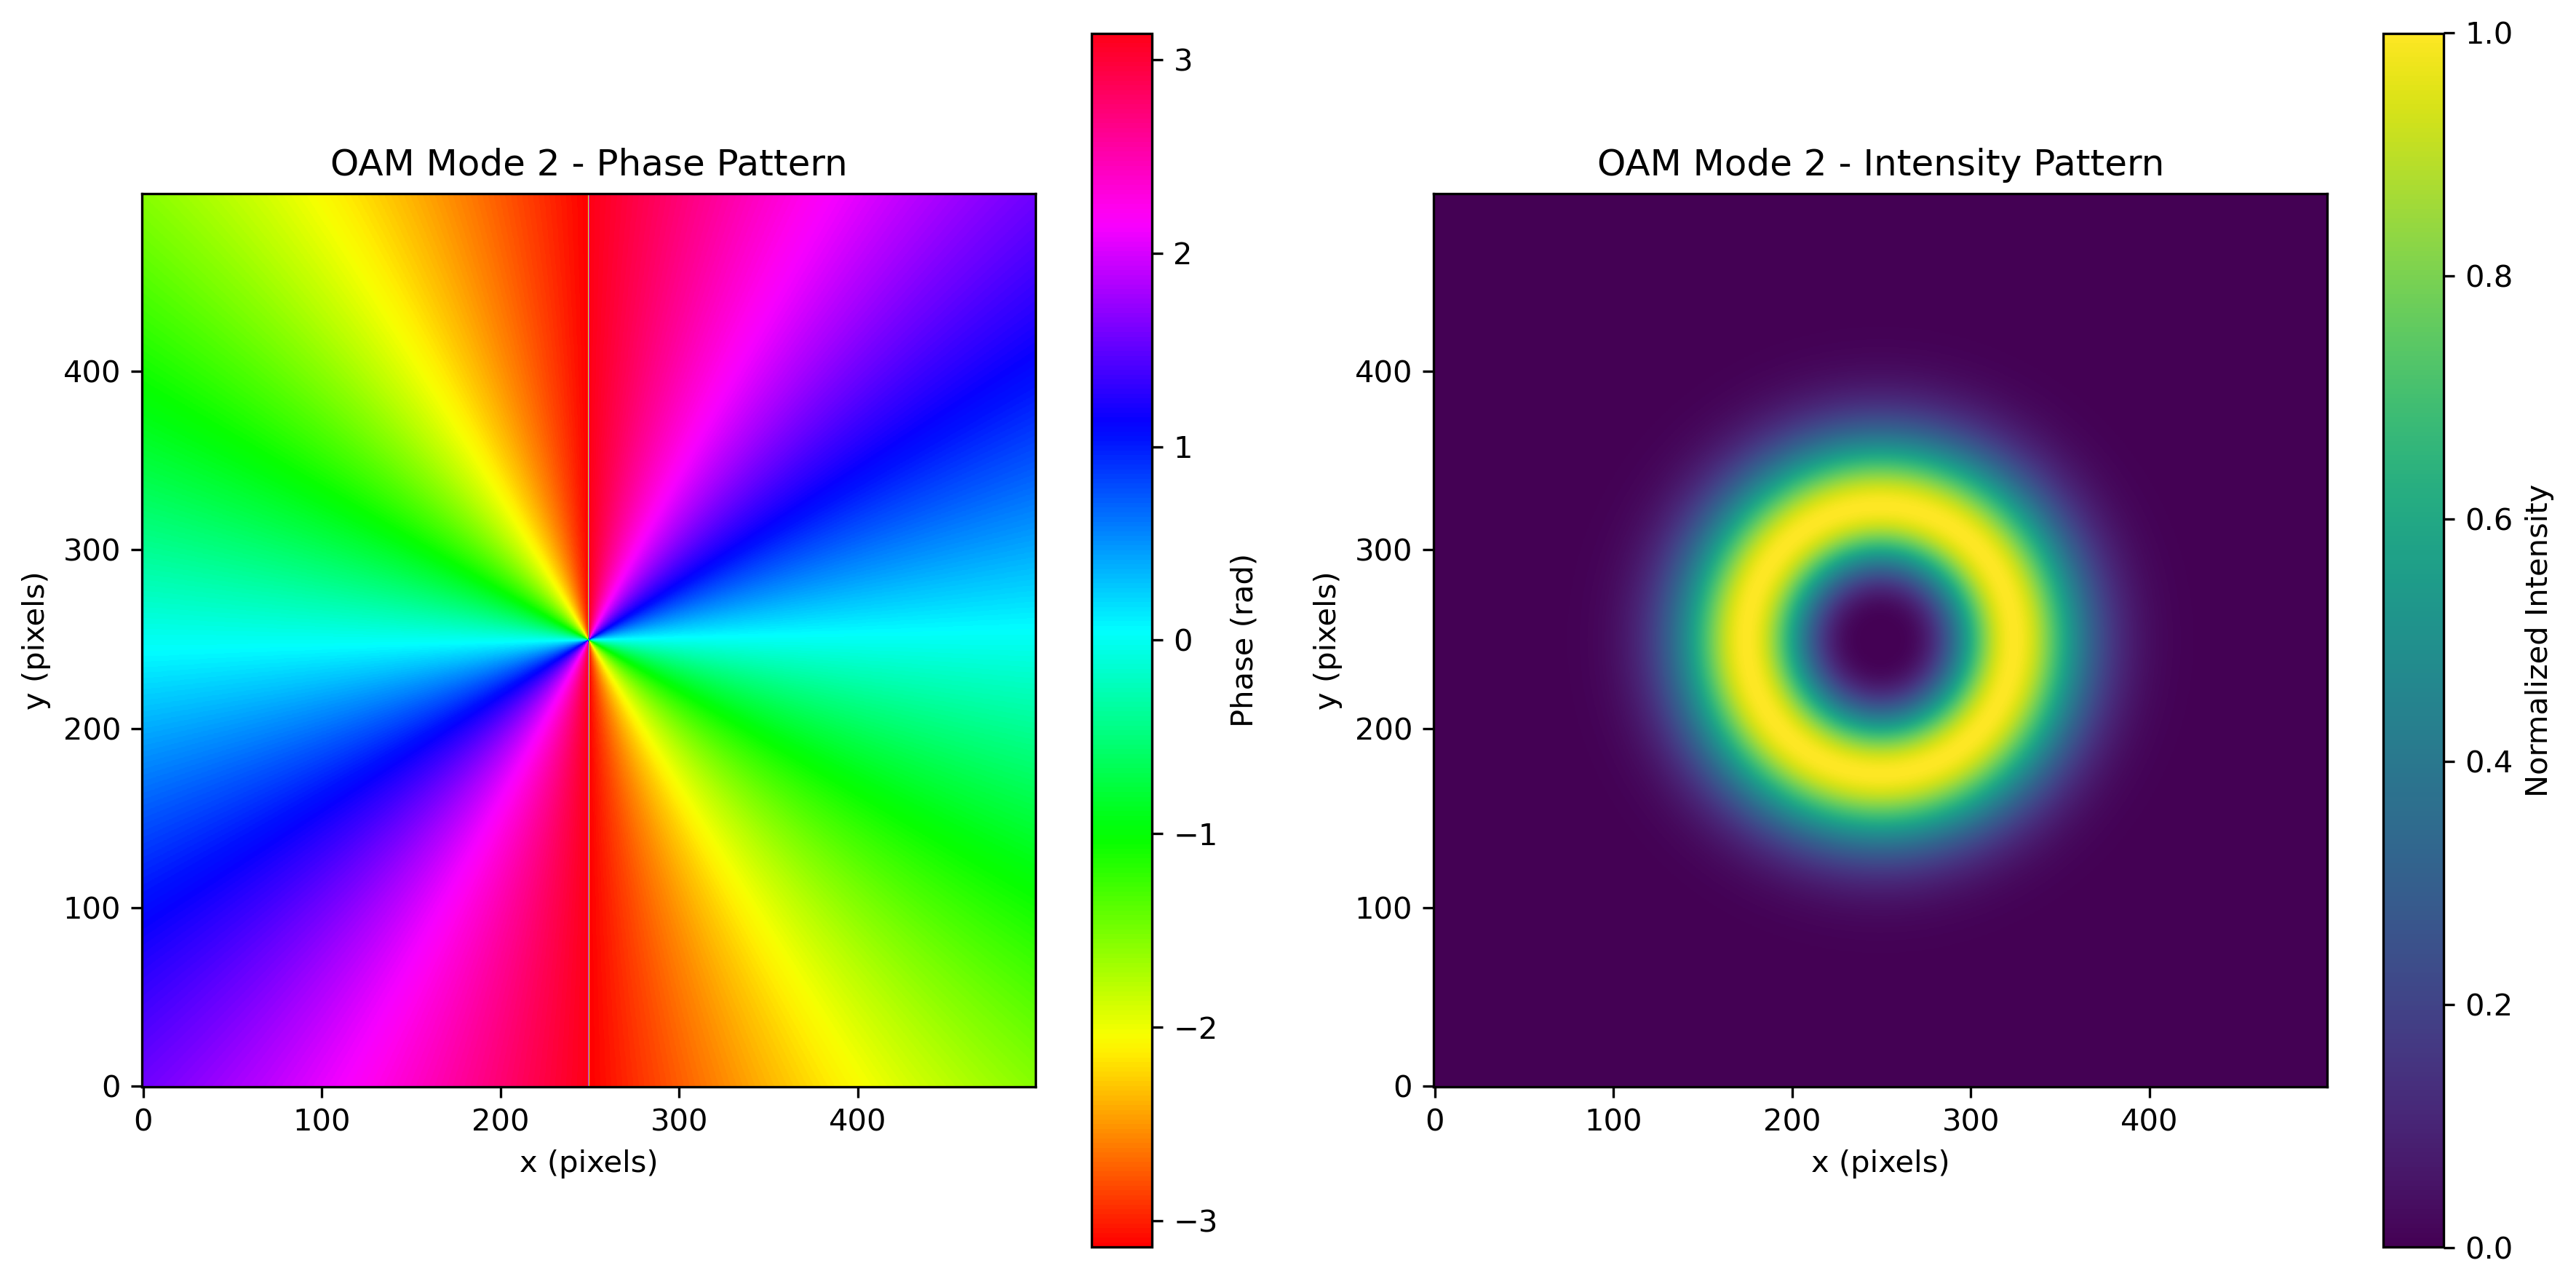 OAM Mode 2 - Phase Pattern
400
300
200
100
0
y (pixels)
0 100 200 300 400
x (pixels)
3
2
1
0
−1
−2
−3
Phase (rad)
OAM Mode 2 - Intensity Pattern
400
300
200
100
0
y (pixels)
0 100 200 300 400
x (pixels)
1.0
0.8
0.6
0.4
0.2
0.0
Normalized Intensity